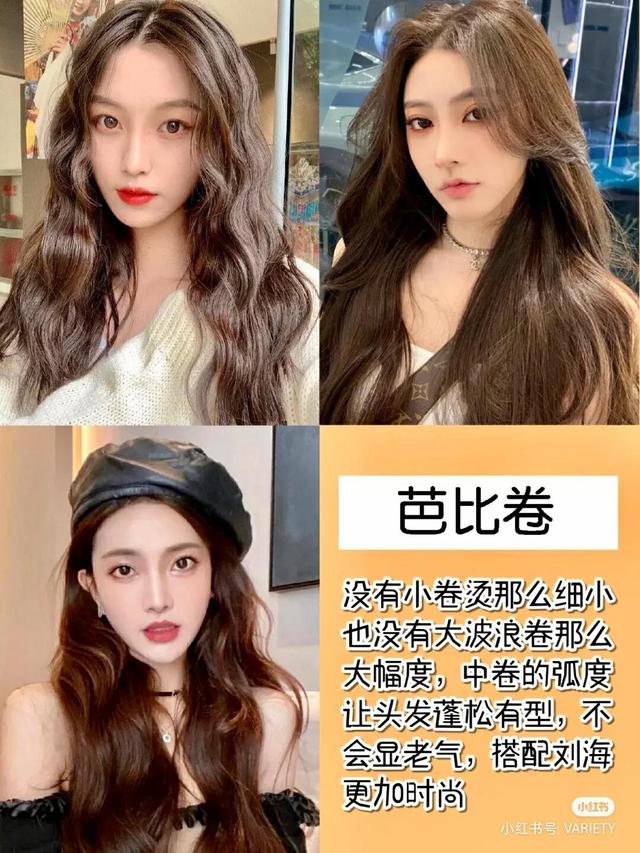 芭比卷
没有小卷烫那么细小
也没有大波浪卷那么
大幅度，中卷的弧度
让头发蓬松有型，不
会显老气，搭配刘海
更加时尚
小红书
小红书号 VARIETY